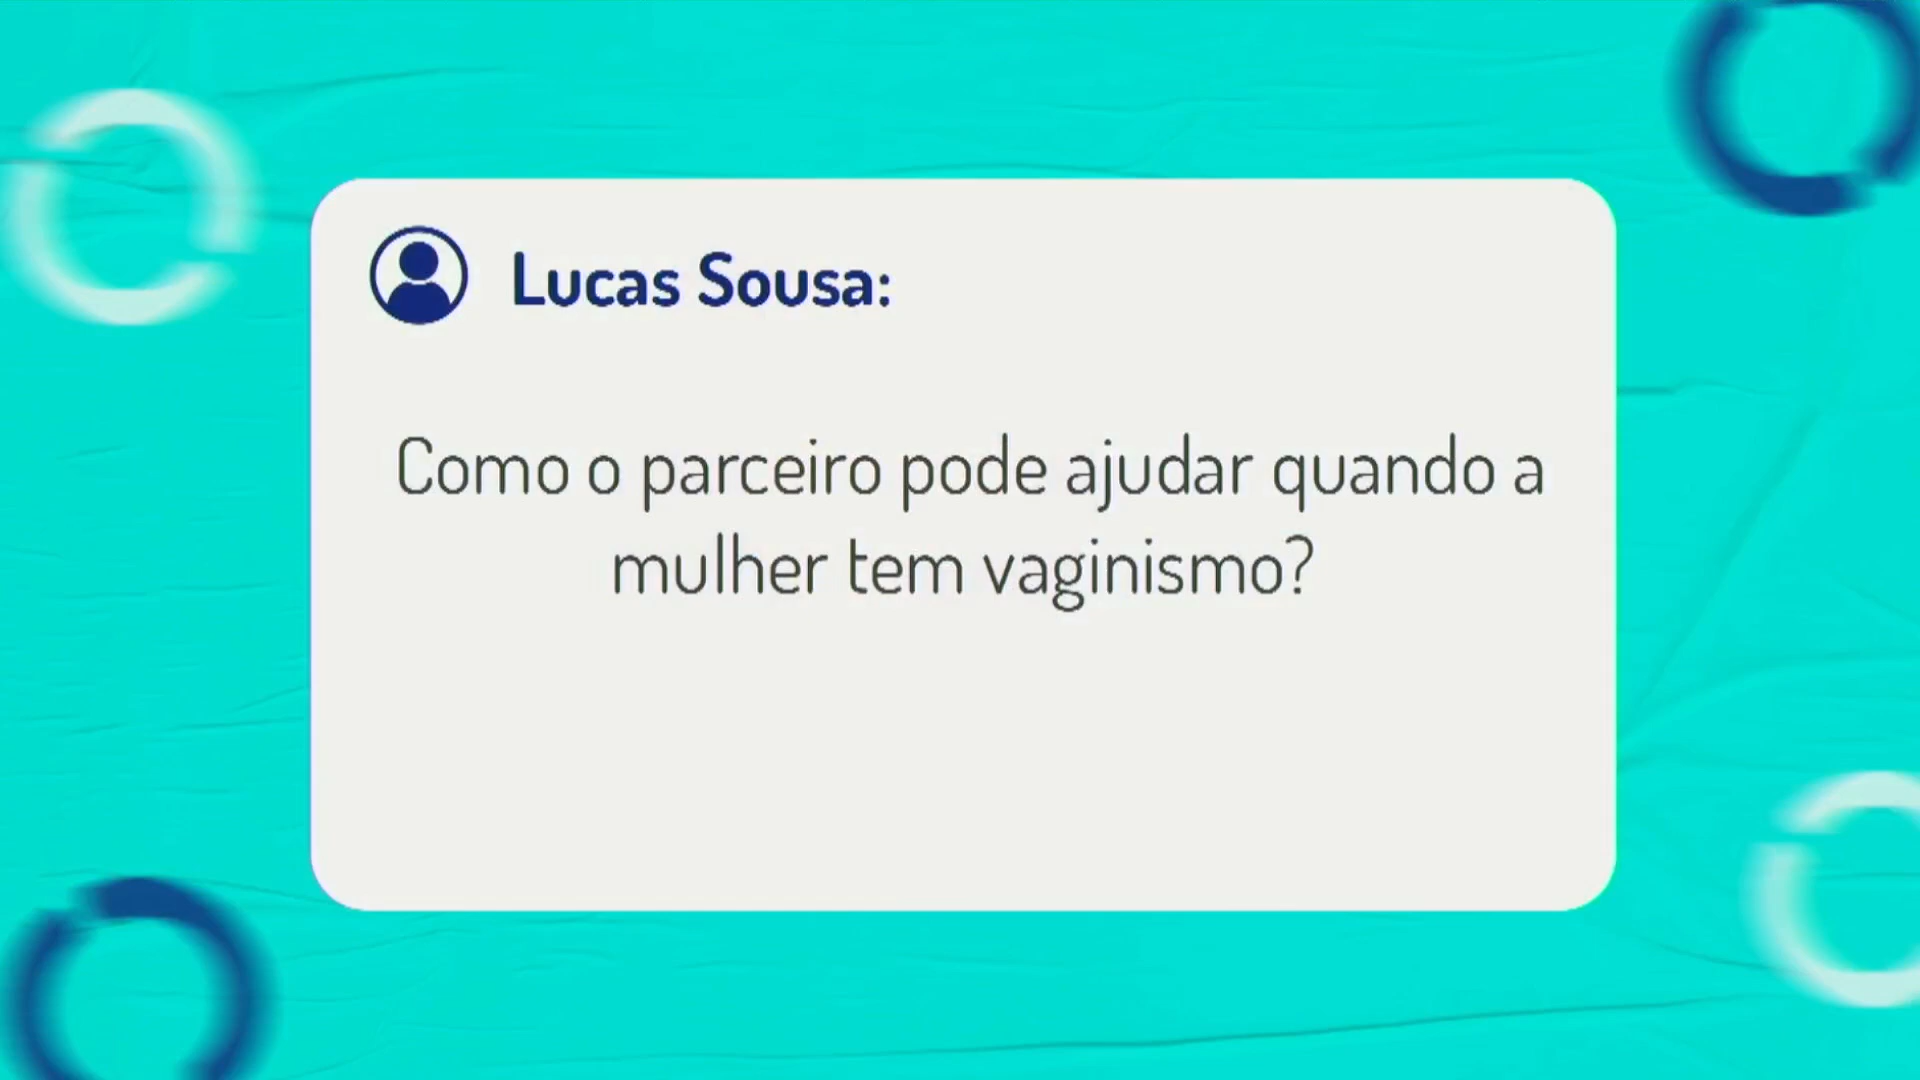 Lucas Sousa:
Como o parceiro pode ajudar quando a
mulher tem vaginismo?